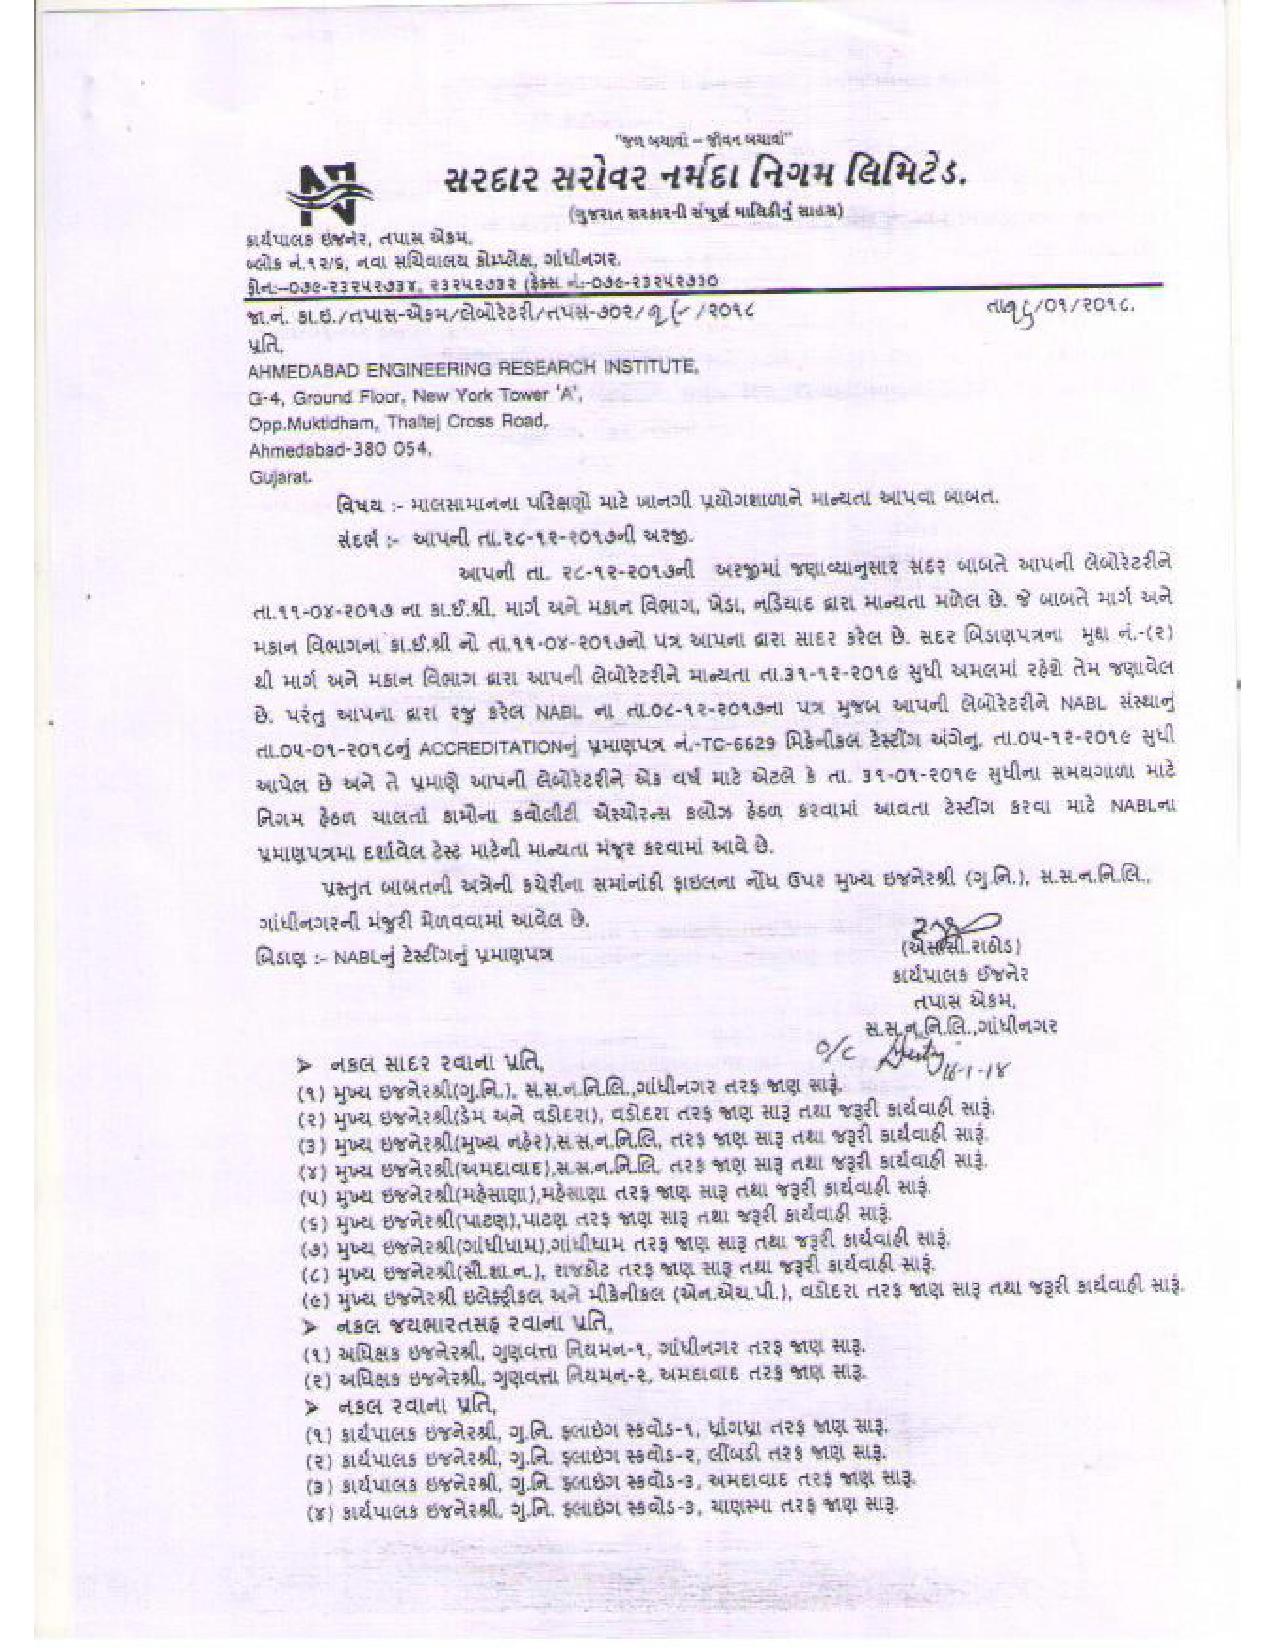 "જળ બચાવો – જીવન બચાવો"
સરદાર સરોવર નર્મદા નિગમ લિમિટેડ.
(ગુજરાત સરકારની સંપૂર્ણ માલિકીનું સાહસ)
કાર્યપાલક ઇજનેર, તપાસ એકમ,
બ્લોક નં.૧૨/૬, નવા સચિવાલય કોમ્પ્લેક્ષ, ગાંધીનગર.
ફોનઃ-૦૭૯-૨૩૨૫૨૭૩૪, ૨૩૨૫૨૭૩૨ (ફેક્સ નં:-૦૭૯-૨૩૨૫૨૭૩૦
જા.નં. કા.ઇ./તપાસ-એકમ/લેબોરેટરી/તપસ-૭૦૨/ /૨૦૧૮ તા૧૬/૦૧/૨૦૧૮.
પ્રતિ,
AHMEDABAD ENGINEERING RESEARCH INSTITUTE,
G-4, Ground Floor, New York Tower 'A',
Opp.Muktidham, Thaltej Cross Road,
Ahmedabad-380 054,
Gujarat.
વિષય :- માલસામાનના પરિક્ષણો માટે ખાનગી પ્રયોગશાળાને માન્યતા આપવા બાબત.
સંદર્ભ :- આપની તા.૨૮-૧૨-૨૦૧૭ની અરજી.
આપની તા. ૨૮-૧૨-૨૦૧૭ની અરજીમાં જણાવ્યાનુસાર સદર બાબતે આપની લેબોરેટરીને
તા.૧૧-૦૪-૨૦૧૭ ના કા.ઈ.શ્રી, માર્ગ અને મકાન વિભાગ, ખેડા, નડિયાદ દ્વારા માન્યતા મળેલ છે. જે બાબતે માર્ગ અને
મકાન વિભાગના કા.ઈ.શ્રી નો તા.૧૧-૦૪-૨૦૧૭નો પત્ર આપના દ્વારા સાદર કરેલ છે. સદર બિડાણપત્રના મુદ્દા નં.-(૨)
થી માર્ગ અને મકાન વિભાગ દ્વારા આપની લેબોરેટરીને માન્યતા તા.૩૧-૧૨-૨૦૧૯ સુધી અમલમાં રહેશે તેમ જણાવેલ
છે. પરંતુ આપના દ્વારા રજુ કરેલ NABL ના તા.૦૮-૧૨-૨૦૧૭ના પત્ર મુજબ આપની લેબોરેટરીને NABL સંસ્થાનું
તા.૦૫-૦૧-૨૦૧૮નું ACCREDITATIONનું પ્રમાણપત્ર નં.-TC-6629 મિકેનીકલ ટેસ્ટીંગ અંગેનુ, તા.૦૫-૧૨-૨૦૧૯ સુધી
આપેલ છે અને તે પ્રમાણે આપની લેબોરેટરીને એક વર્ષ માટે એટલે કે તા. ૩૧-૦૧-૨૦૧૯ સુધીના સમયગાળા માટે
નિગમ હેઠળ ચાલતાં કામોના કવોલીટી એસ્યોરન્સ કલોઝ હેઠળ કરવામાં આવતા ટેસ્ટીંગ કરવા માટે NABLના
પ્રમાણપત્રમા દર્શાવેલ ટેસ્ટ માટેની માન્યતા મંજૂર કરવામાં આવે છે.
પ્રસ્તુત બાબતની અત્રેની કચેરીના સમાંનાંકી ફાઇલના નોંધ ઉપર મુખ્ય ઇજનેરશ્રી (ગુ.નિ.), સ.સ.ન.નિ.લિ.,
ગાંધીનગરની મંજુરી મેળવવામાં આવેલ છે.
બિડાણ :- NABLનું ટેસ્ટીંગનું પ્રમાણપત્ર
(એસ.સી.રાઠોડ)
કાર્યપાલક ઈજનેર
તપાસ એકમ,
સ.સ.ન.નિ.લિ.,ગાંધીનગર
O/C 16-1-18
➤ નકલ સાદર રવાના પ્રતિ,
(૧) મુખ્ય ઇજનેરશ્રી(ગુ.નિ.), સ.સ.ન.નિ.લિ.,ગાંધીનગર તરફ જાણ સારૂં.
(૨) મુખ્ય ઇજનેરશ્રી(ડેમ અને વડોદરા), વડોદરા તરફ જાણ સારૂ તથા જરૂરી કાર્યવાહી સારૂં.
(૩) મુખ્ય ઇજનેરશ્રી(મુખ્ય નહેર),સ.સ.ન.નિ.લિ, તરફ જાણ સારૂ તથા જરૂરી કાર્યવાહી સારૂં.
(૪) મુખ્ય ઇજનેરશ્રી(અમદાવાદ),સ.સ.ન.નિ.લિ, તરફ જાણ સારૂ તથા જરૂરી કાર્યવાહી સારૂં.
(૫) મુખ્ય ઇજનેરશ્રી(મહેસાણા),મહેસાણા તરફ જાણ સારૂ તથા જરૂરી કાર્યવાહી સારૂં.
(૬) મુખ્ય ઇજનેરશ્રી(પાટણ),પાટણ તરફ જાણ સારૂ તથા જરૂરી કાર્યવાહી સારૂં.
(૭) મુખ્ય ઇજનેરશ્રી(ગાંધીધામ),ગાંધીધામ તરફ જાણ સારૂ તથા જરૂરી કાર્યવાહી સારૂં.
(૮) મુખ્ય ઇજનેરશ્રી(સૌ.શા.ન.), રાજકોટ તરફ જાણ સારૂ તથા જરૂરી કાર્યવાહી સારૂં.
(૯) મુખ્ય ઇજનેરશ્રી ઇલેક્ટ્રીકલ અને મીકેનીકલ (એન.એચ.પી.), વડોદરા તરફ જાણ સારૂ તથા જરૂરી કાર્યવાહી સારૂં.
➤ નકલ જયભારતસહ રવાના પ્રતિ,
(૧) અધિક્ષક ઇજનેરશ્રી, ગુણવત્તા નિયમન-૧, ગાંધીનગર તરફ જાણ સારૂ.
(૨) અધિક્ષક ઇજનેરશ્રી, ગુણવત્તા નિયમન-૨, અમદાવાદ તરફ જાણ સારૂ.
➤ નકલ રવાના પ્રતિ,
(૧) કાર્યપાલક ઇજનેરશ્રી, ગુ.નિ. ફલાઇંગ સ્કવોડ-૧, ધ્રાંગધ્રા તરફ જાણ સારૂ.
(૨) કાર્યપાલક ઇજનેરશ્રી, ગુ.નિ. ફલાઇંગ સ્કવોડ-૨, લીંબડી તરફ જાણ સારૂ.
(૩) કાર્યપાલક ઇજનેરશ્રી, ગુ.નિ. ફલાઇંગ સ્કવોડ-૩, અમદાવાદ તરફ જાણ સારૂ.
(૪) કાર્યપાલક ઇજનેરશ્રી, ગુ.નિ. ફલાઇંગ સ્કવોડ-૩, ચાણસ્મા તરફ જાણ સારૂ.